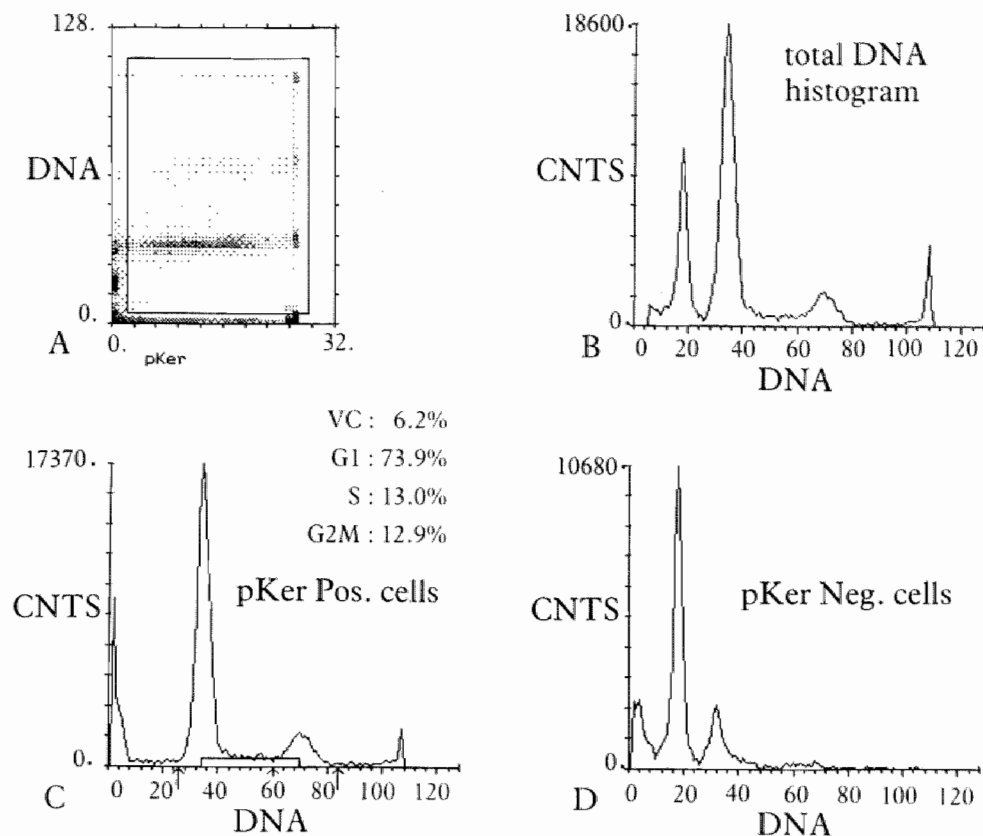 128.
DNA
0.
A
0.
32.
pKer
18600
CNTS
0
total DNA
histogram
B
0 20 40 60 80 100 120
DNA
VC : 6.2%
G1 : 73.9%
S : 13.0%
G2M : 12.9%
17370.
CNTS
0.
pKer Pos. cells
C
0 20 40 60 80 100 120
DNA
10680
CNTS
0
pKer Neg. cells
D
0 20 40 60 80 100 120
DNA